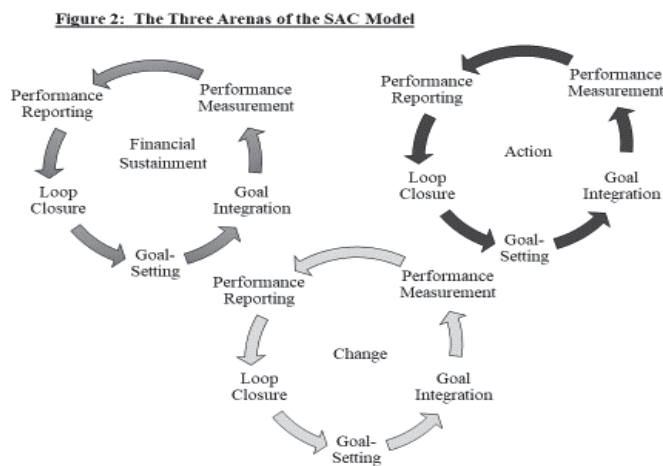 Figure 2: The Three Arenas of the SAC Model
Performance
Measurement
Performance
Reporting
Financial
Sustainment
Loop
Closure
Goal
Integration
Goal-
Setting
Performance
Measurement
Performance
Reporting
Action
Loop
Closure
Goal
Integration
Goal-
Setting
Performance
Measurement
Performance
Reporting
Change
Loop
Closure
Goal
Integration
Goal-
Setting